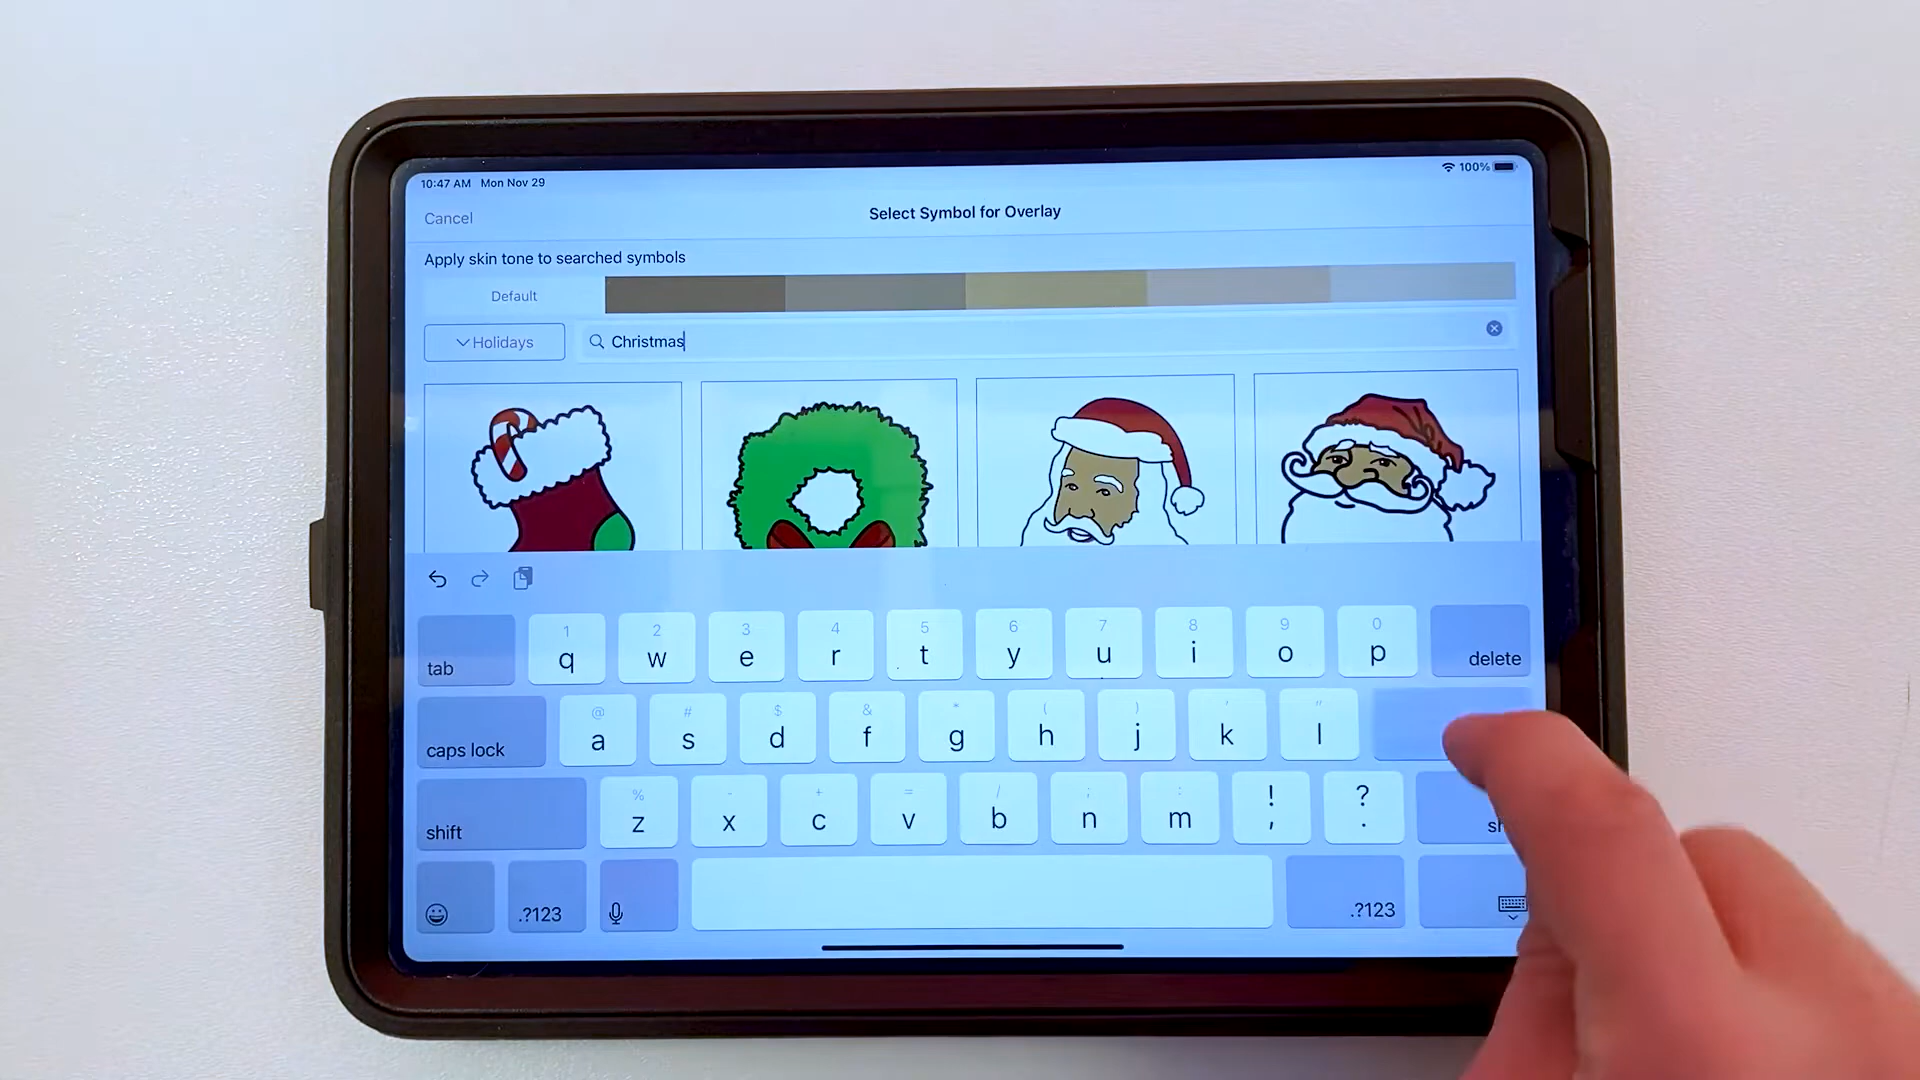 10:47 AM Mon Nov 29
100%
Cancel
Select Symbol for Overlay
Apply skin tone to searched symbols
Default
Holidays
Christmas
1 2 3 4 5 6 7 8 9 0
tab q w e r t y u i o p delete
@ # $ & * ( ) ' "
caps lock a s d f g h j k l
% - + = / ; : ! ?
shift z x c v b n m , .
sh
.?123 .?123